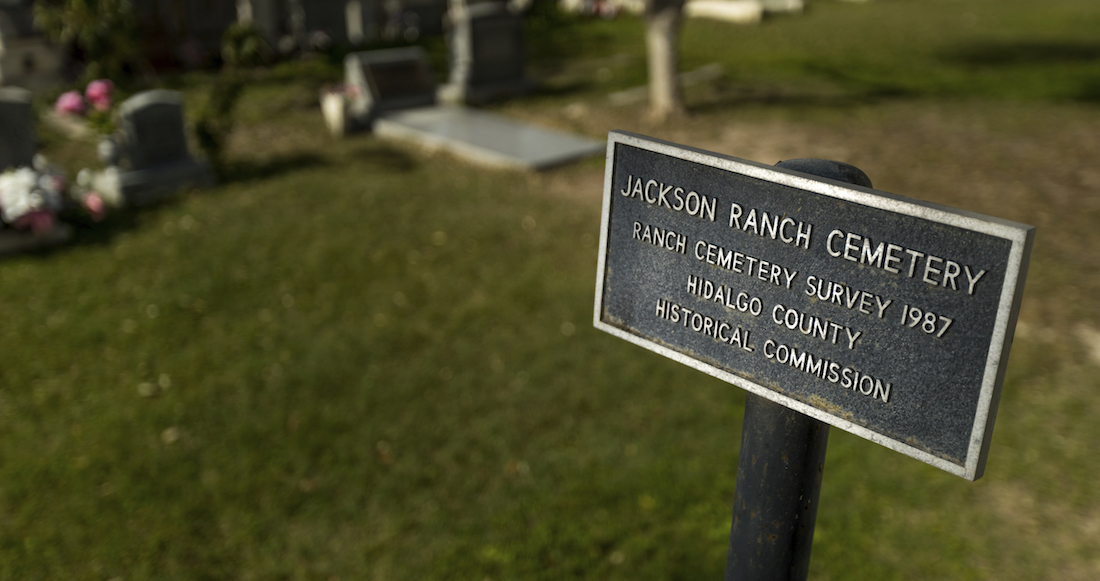 JACKSON RANCH CEMETERY
RANCH CEMETERY SURVEY 1987
HIDALGO COUNTY
HISTORICAL COMMISSION